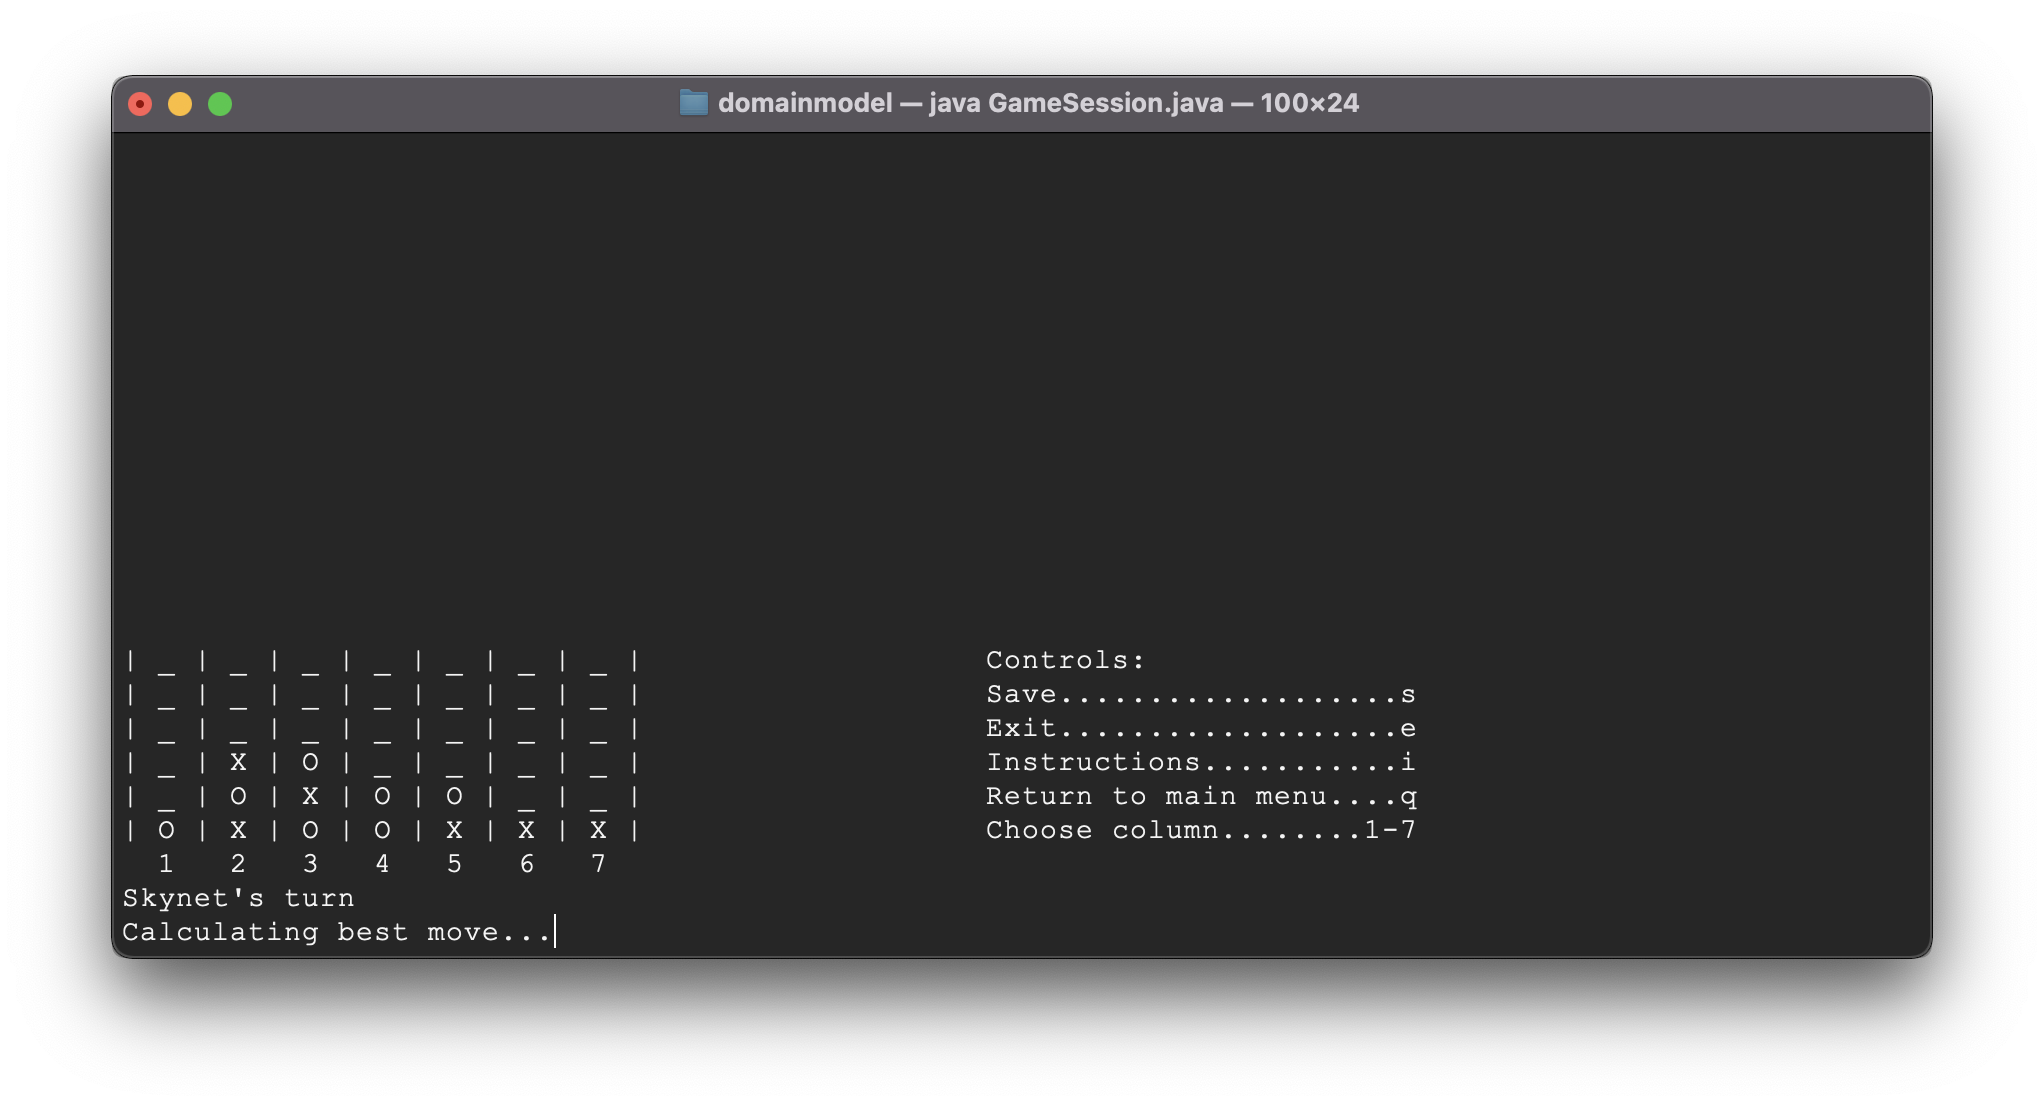 domainmodel — java GameSession.java — 100×24
| _ | _ | _ | _ | _ | _ | _ | Controls:
| _ | _ | _ | _ | _ | _ | _ | Save...................s
| _ | _ | _ | _ | _ | _ | _ | Exit...................e
| _ | X | O | _ | _ | _ | _ | Instructions...........i
| _ | O | X | O | O | _ | _ | Return to main menu....q
| O | X | O | O | X | X | X | Choose column........1-7
1 2 3 4 5 6 7
Skynet's turn
Calculating best move...